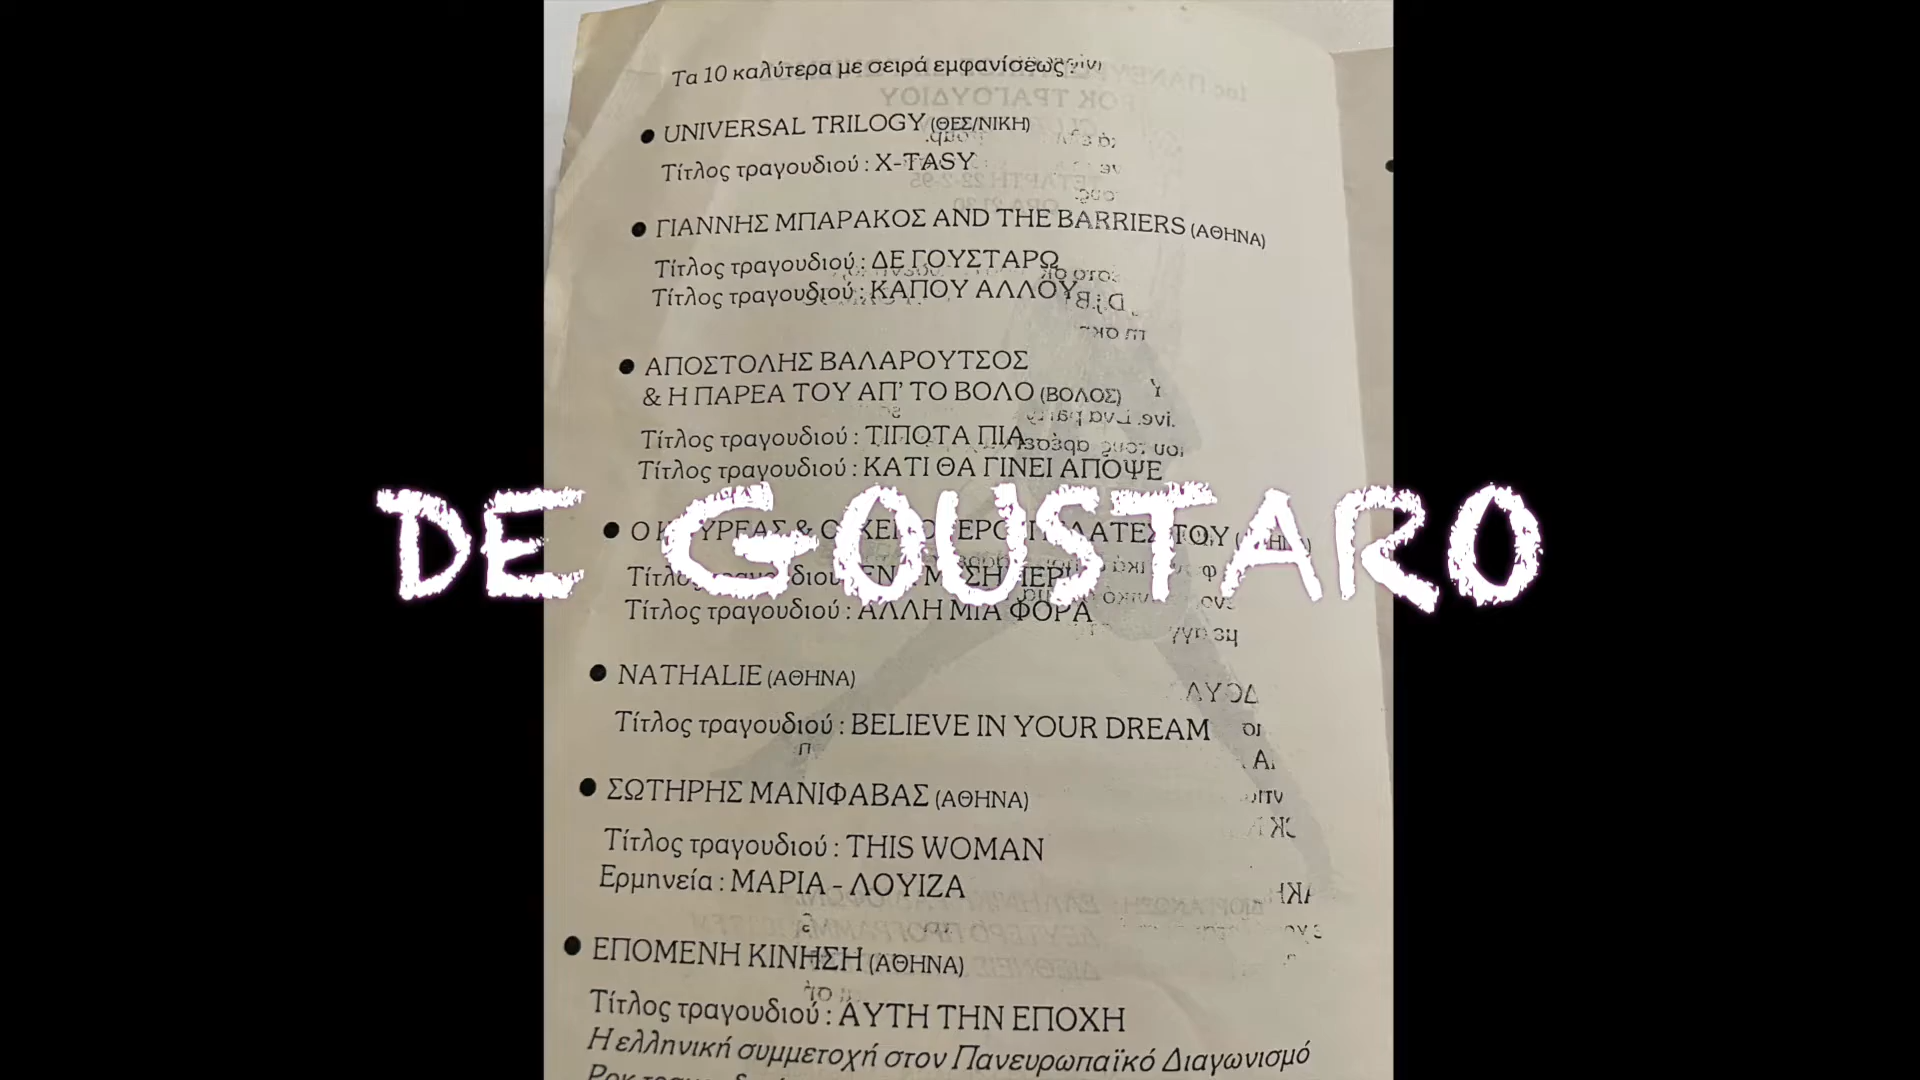 Τα 10 καλύτερα με σειρά εμφανίσεως
● UNIVERSAL TRILOGY (ΘΕΣ/ΝΙΚΗ)
Τίτλος τραγουδιού : X-TASY
● ΓΙΑΝΝΗΣ ΜΠΑΡΑΚΟΣ AND THE BARRIERS (ΑΘΗΝΑ)
Τίτλος τραγουδιού : ΔΕ ΓΟΥΣΤΑΡΩ
Τίτλος τραγουδιού : ΚΑΠΟΥ ΑΛΛΟΥ
● ΑΠΟΣΤΟΛΗΣ ΒΑΛΑΡΟΥΤΣΟΣ
& Η ΠΑΡΕΑ ΤΟΥ ΑΠ' ΤΟ ΒΟΛΟ (ΒΟΛΟΣ)
Τίτλος τραγουδιού : ΤΙΠΟΤΑ ΠΙΑ
Τίτλος τραγουδιού : ΚΑΤΙ ΘΑ ΓΙΝΕΙ ΑΠΟΨΕ
DE GOUSTARO
● Ο & ΤΟΥ
Τίτλος τραγουδιού : ΑΛΛΗ ΜΙΑ ΦΟΡΑ
● NATHALIE (ΑΘΗΝΑ)
Τίτλος τραγουδιού : BELIEVE IN YOUR DREAM
● ΣΩΤΗΡΗΣ ΜΑΝΙΦΑΒΑΣ (ΑΘΗΝΑ)
Τίτλος τραγουδιού : THIS WOMAN
Ερμηνεία : ΜΑΡΙΑ - ΛΟΥΙΖΑ
● ΕΠΟΜΕΝΗ ΚΙΝΗΣΗ (ΑΘΗΝΑ)
Τίτλος τραγουδιού : ΑΥΤΗ ΤΗΝ ΕΠΟΧΗ
Η ελληνική συμμετοχή στον Πανευρωπαϊκό Διαγωνισμό